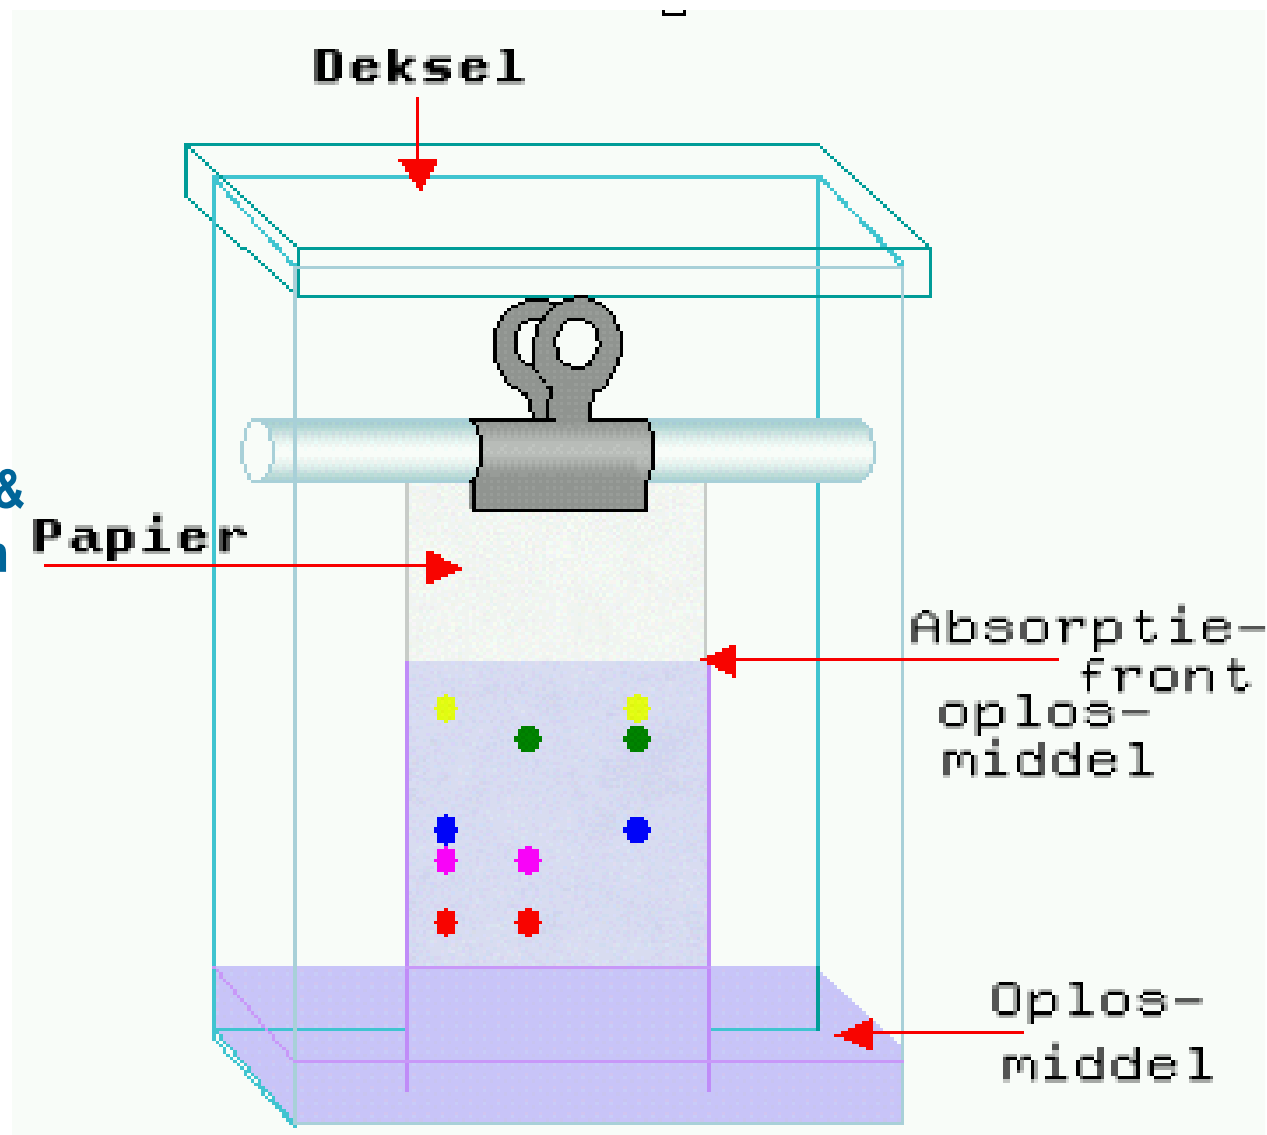 Deksel
&
n
Papier
Absorptie-
front
oplos-
middel
Oplos-
middel